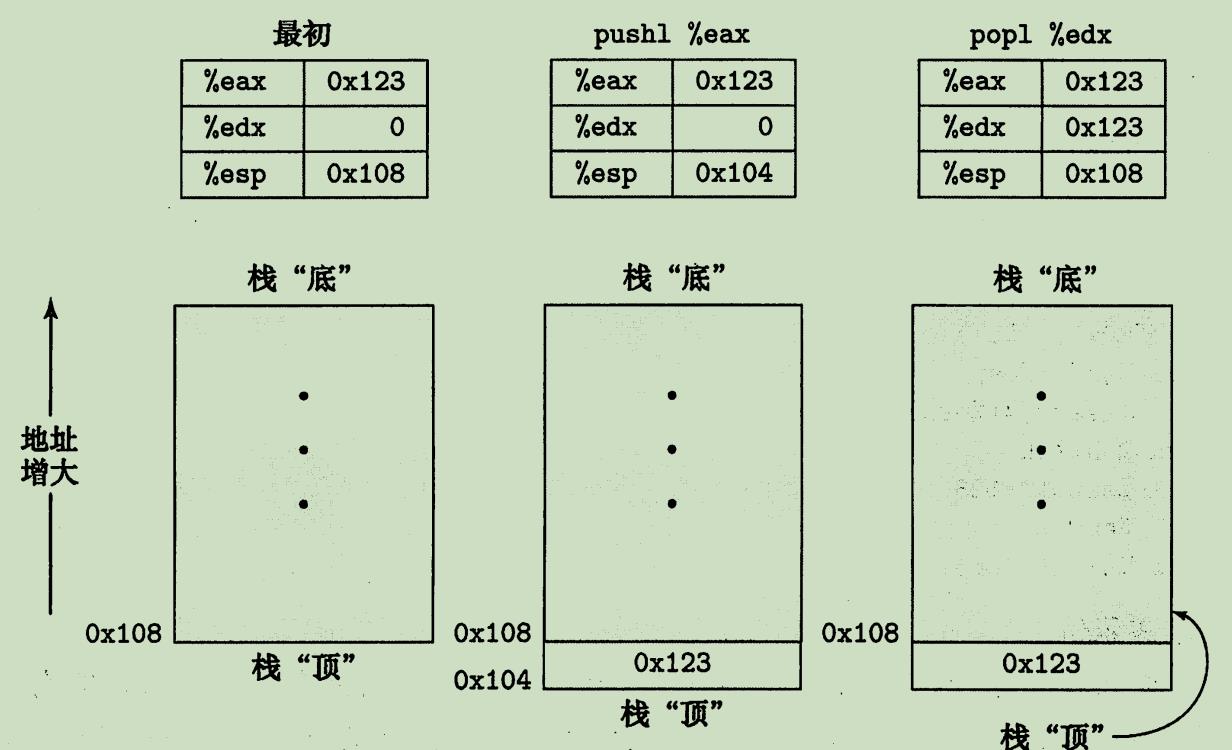 最初
%eax 0x123
%edx 0
%esp 0x108
pushl %eax
%eax 0x123
%edx 0
%esp 0x104
popl %edx
%eax 0x123
%edx 0x123
%esp 0x108
地址
增大
栈“底”
0x108
栈“顶”
栈“底”
0x108
0x123
0x104
栈“顶”
栈“底”
0x108
0x123
栈“顶”